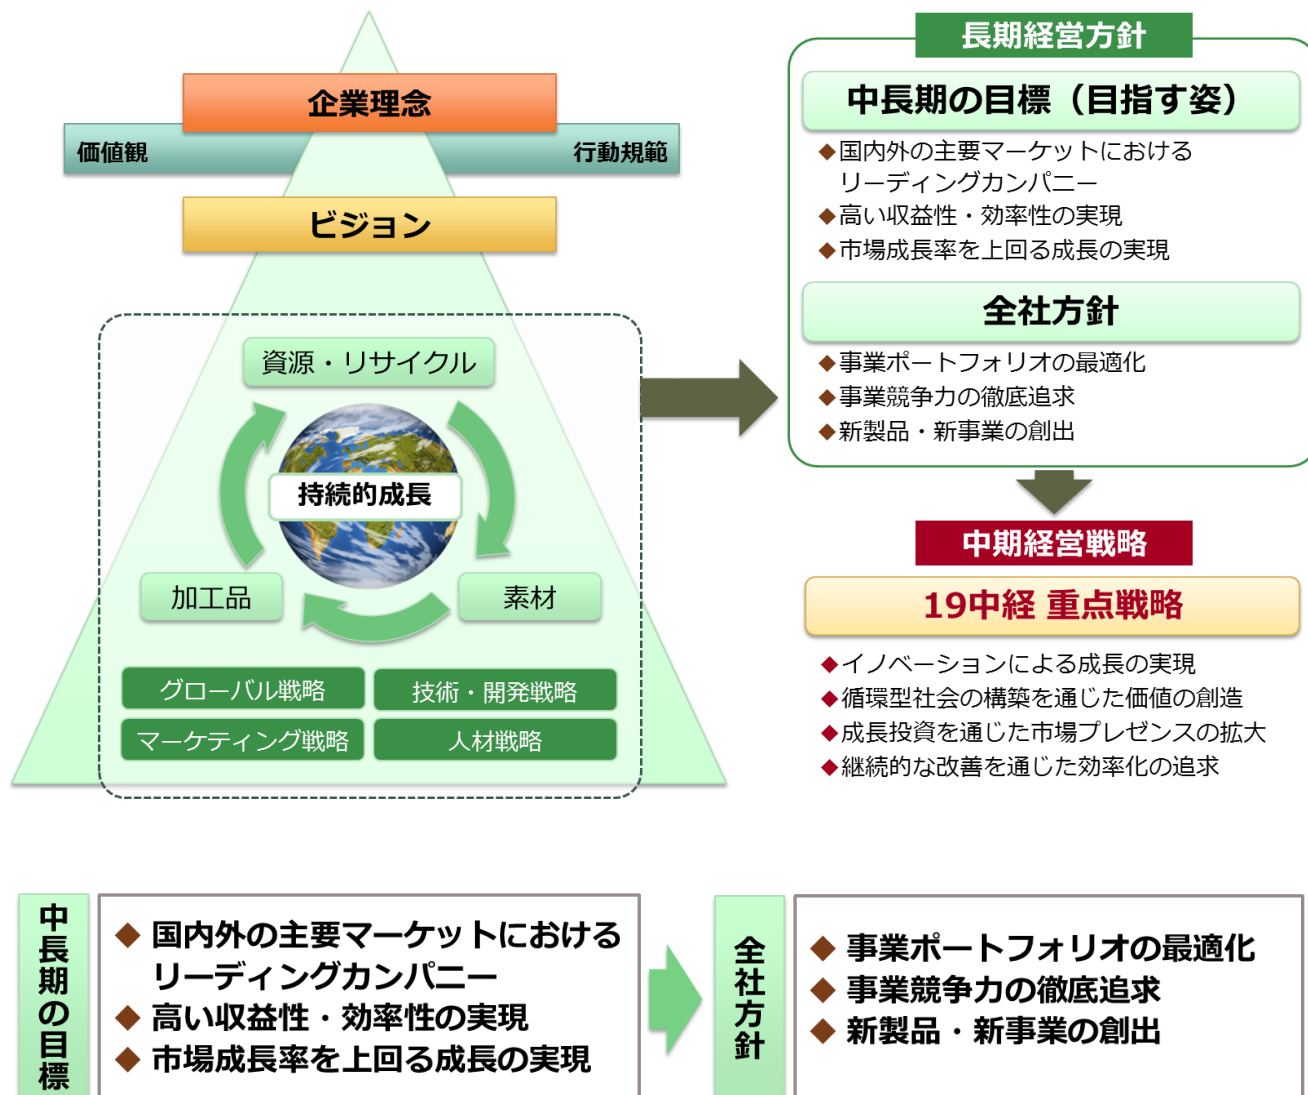 企業理念
価値観
行動規範
ビジョン
資源・リサイクル
持続的成長
加工品
素材
グローバル戦略
技術・開発戦略
マーケティング戦略
人材戦略
長期経営方針
中長期の目標（目指す姿）
◆国内外の主要マーケットにおける
リーディングカンパニー
◆高い収益性・効率性の実現
◆市場成長率を上回る成長の実現
全社方針
◆事業ポートフォリオの最適化
◆事業競争力の徹底追求
◆新製品・新事業の創出
中期経営戦略
19中経 重点戦略
◆イノベーションによる成長の実現
◆循環型社会の構築を通じた価値の創造
◆成長投資を通じた市場プレゼンスの拡大
◆継続的な改善を通じた効率化の追求
中長期の目標
◆ 国内外の主要マーケットにおける
リーディングカンパニー
◆ 高い収益性・効率性の実現
◆ 市場成長率を上回る成長の実現
全社方針
◆ 事業ポートフォリオの最適化
◆ 事業競争力の徹底追求
◆ 新製品・新事業の創出